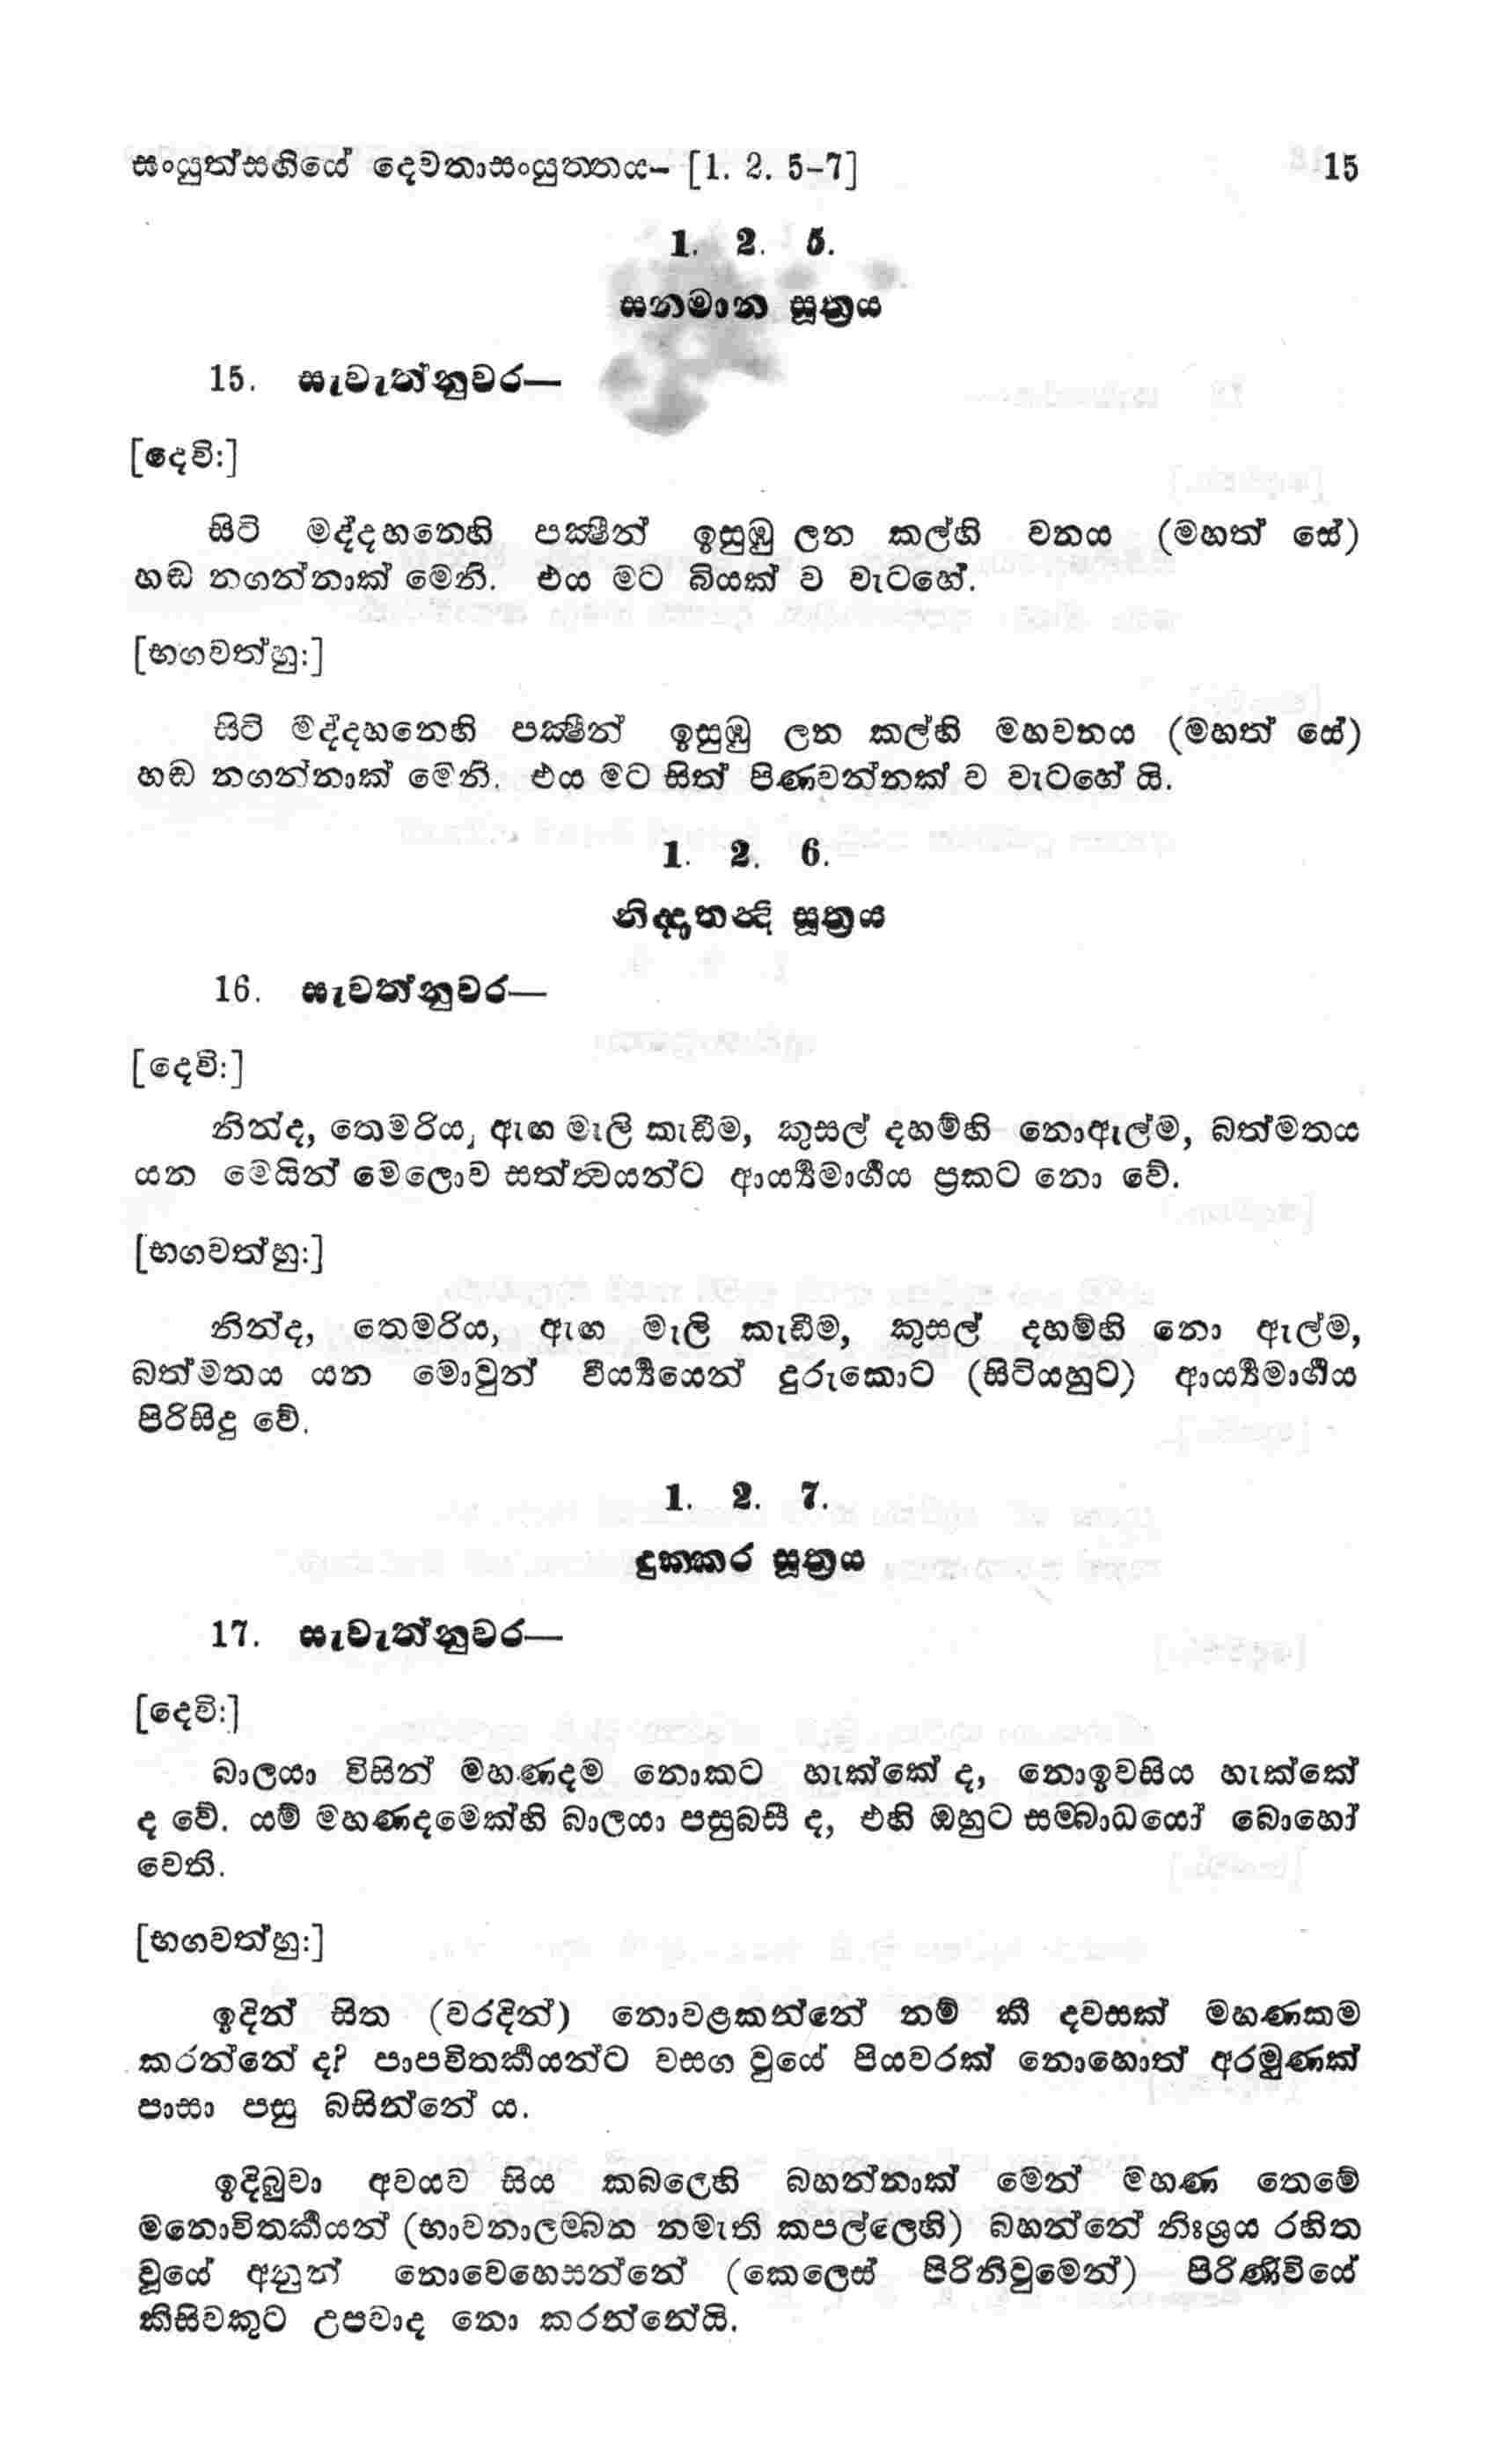 සංයුත්සඟියේ දෙවතාසංයුත්තය– [1. 2. 5–7] 15
1. 2. 5.
සනමාන සූත්‍රය
15. සැවැත්නුවර—
[දෙවි:]
සිටි මද්දහනෙහි පක්‍ෂීන් ඉසුඹු ලන කල්හි වනය (මහත් සේ)
හඬ නගන්නාක් මෙනි. එය මට බියක් ව වැටහේ.
[භගවත්හු:]
සිටි මද්දහනෙහි පක්‍ෂීන් ඉසුඹු ලන කල්හි මහවනය (මහත් සේ)
හඬ නගන්නාක් මෙනි. එය මට සිත් පිණවන්නක් ව වැටහේ යි.
1. 2. 6.
නිද්‍දාතන්‍දි සූත්‍රය
16. සැවත්නුවර—
[දෙවි:]
නින්ද, තෙමරිය, ඇඟ මැලි කැඩීම, කුසල් දහම්හි නොඇල්ම, බත්මතය
යන මෙයින් මෙලොව සත්ත්‍වයන්ට ආර්‍ය්‍යමාර්‍ගය ප්‍රකට නො වේ.
[භගවත්හු:]
නින්ද, තෙමරිය, ඇඟ මැලි කැඩීම, කුසල් දහම්හි නො ඇල්ම,
බත්මතය යන මොවුන් වීර්‍ය්‍යයෙන් දුරුකොට (සිටියහුට) ආර්‍ය්‍යමාර්‍ගය
පිරිසිදු වේ.
1. 2. 7.
දුක්‍කර සූත්‍රය
17. සැවැත්නුවර—
[දෙවි:]
බාලයා විසින් මහණදම නොකට හැක්කේ ද, නොඉවසිය හැක්කේ
ද වේ. යම් මහණදමෙක්හි බාලයා පසුබසී ද, එහි ඔහුට සම්බාධයෝ බොහෝ
වෙති.
[භගවත්හු:]
ඉදින් සිත (වරදින්) නොවළකන්නේ නම් කී දවසක් මහණකම
කරන්නේ ද? පාපවිතර්‍කයන්ට වසඟ වූයේ පියවරක් නොහොත් අරමුණක්
පාසා පසු බසින්නේ ය.
ඉදිබුවා අවයව සිය කබලෙහි බහන්නාක් මෙන් මහණ තෙමේ
මනොවිතර්‍කයන් (භාවනාලම්බන නමැති කපල්ලෙහි) බහන්නේ නිඃශ්‍රය රහිත
වූයේ අනුන් නොවෙහෙසන්නේ (කෙලෙස් පිරිනිවුමෙන්) පිරිණිවියේ
කිසිවකුට උපවාද නො කරන්නේයි.